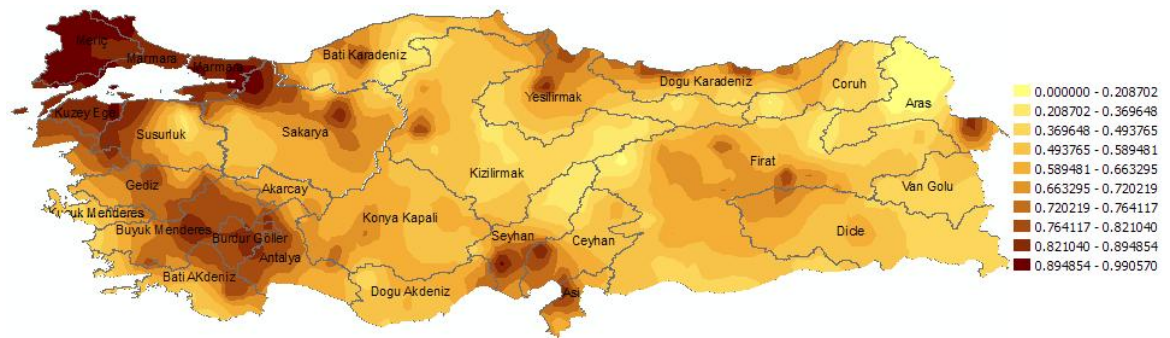 Meriç
Marmara
Marmara
Bati Karadeniz
Dogu Karadeniz
Coruh
Kuzey Ege
Susurluk
Sakarya
Yesilirmak
Aras
Gediz
Akarcay
Kizilirmak
Firat
Van Golu
Kuçuk Menderes
Buyuk Menderes
Burdur Göller
Antalya
Konya Kapali
Seyhan
Ceyhan
Dicle
Bati AKdeniz
Dogu Akdeniz
Asi
0.000000 - 0.208702
0.208702 - 0.369648
0.369648 - 0.493765
0.493765 - 0.589481
0.589481 - 0.663295
0.663295 - 0.720219
0.720219 - 0.764117
0.764117 - 0.821040
0.821040 - 0.894854
0.894854 - 0.990570